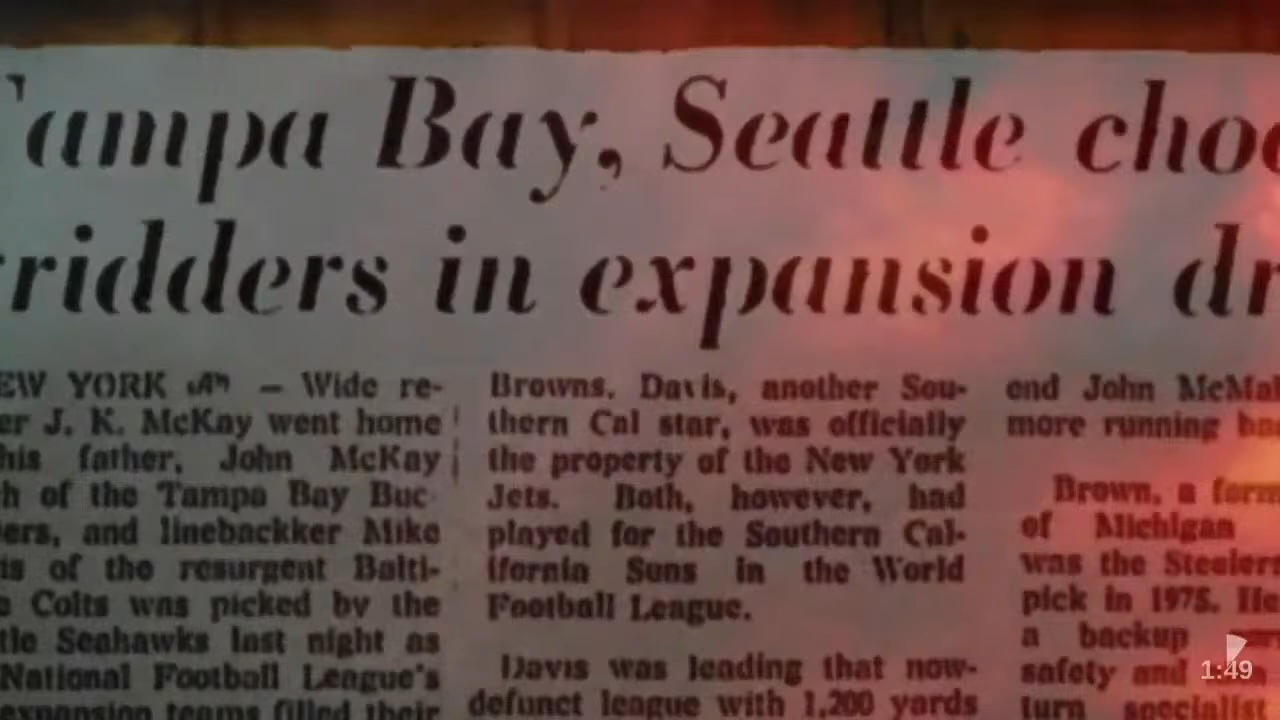 Tampa Bay, Seattle choo
ridders in expansion dr
EW YORK (AP) — Wide re-
er J. K. McKay went home
his father, John McKay
h of the Tampa Bay Buc-
ers, and linebackker Mike
is of the resurgent Balti-
e Colts was picked by the
tle Seahawks last night as
National Football League's
expansion teams filled their
Browns. Davis, another Sou-
thern Cal star, was officially
the property of the New York
Jets. Both, however, had
played for the Southern Cal-
ifornia Suns in the World
Football League.
Davis was leading that now-
defunct league with 1,200 yards
end John McMa
more running ba
Brown, a form
of Michigan
was the Steelers
pick in 1975. He
a backup
safety and
turn specialist
1:49